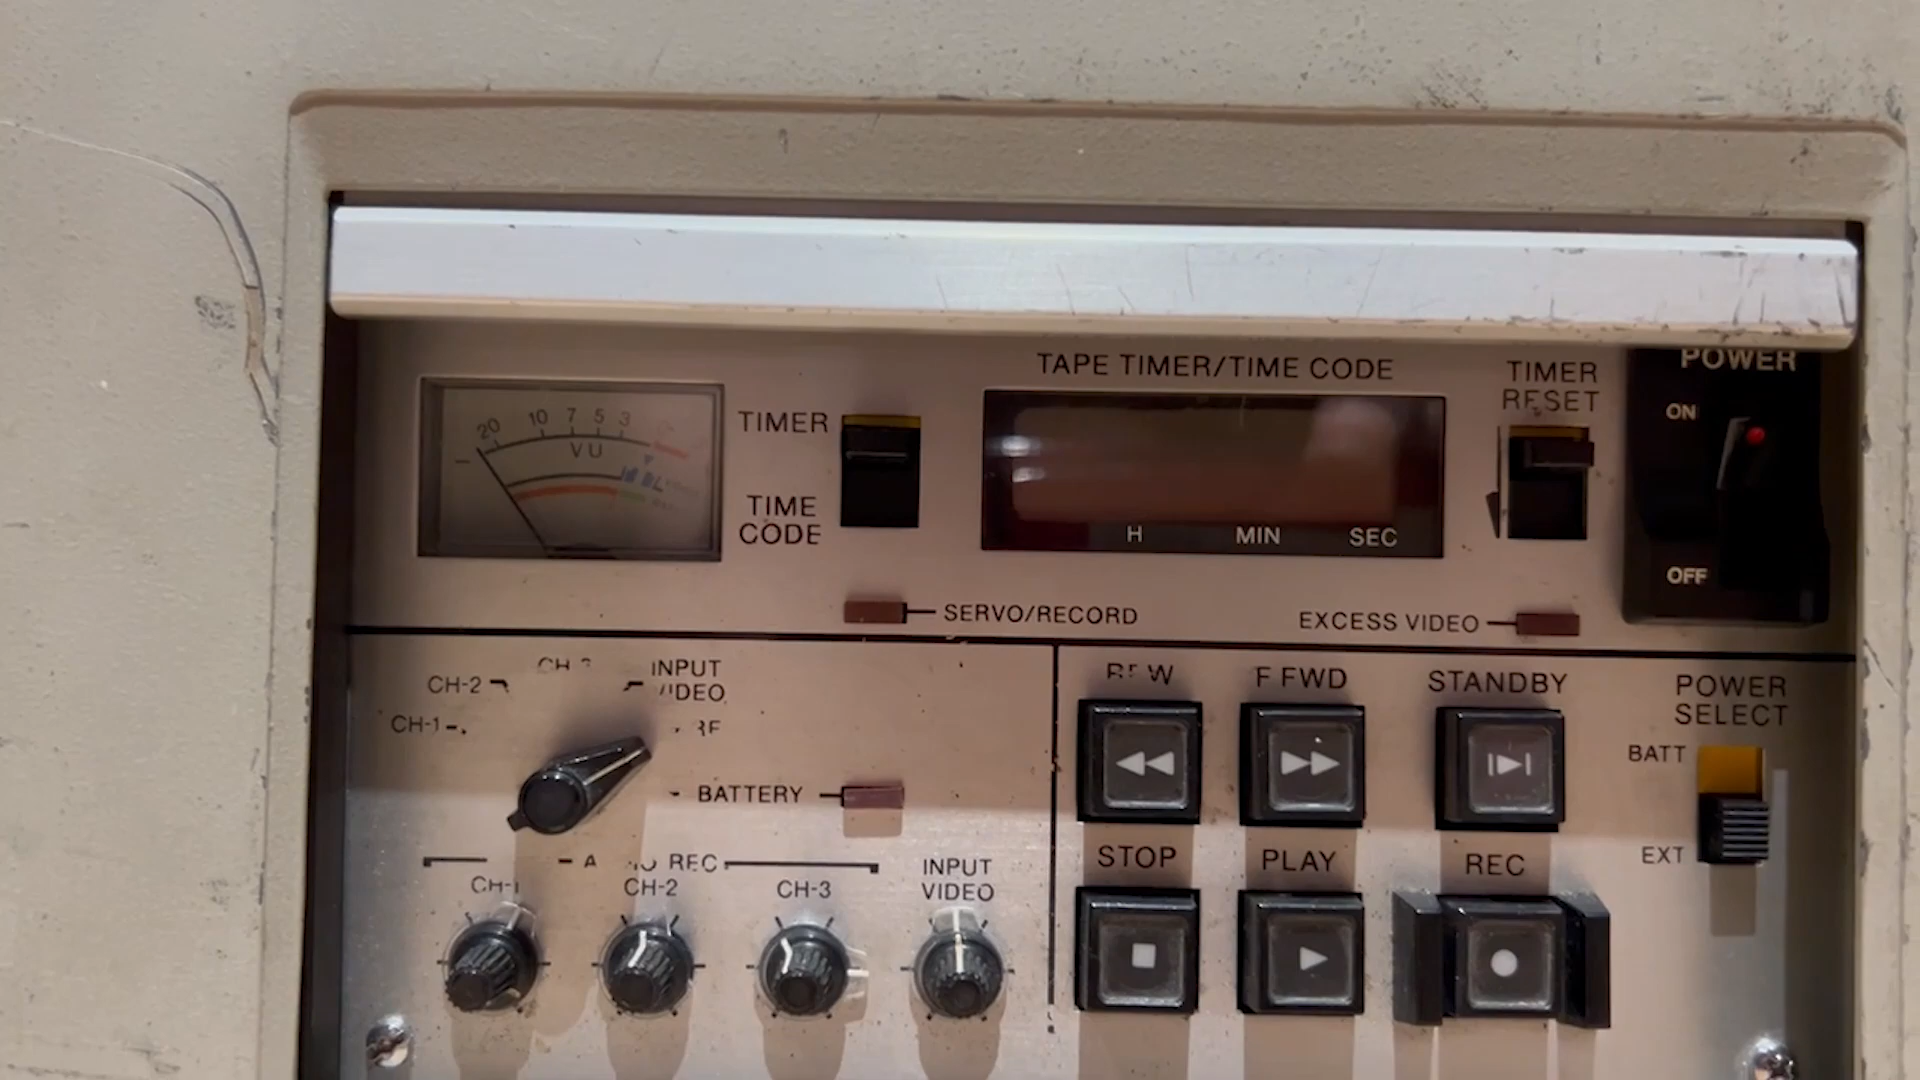 TAPE TIMER/TIME CODE
TIMER
RESET
POWER
ON
OFF
20 10 7 5 3
VU
TIMER
TIME
CODE
H MIN SEC
SERVO/RECORD
EXCESS VIDEO
CH-2
INPUT
VIDEO
CH-1
BATTERY
F FWD
STANDBY
POWER
SELECT
BATT
EXT
REC
CH-1
CH-2
CH-3
INPUT
VIDEO
STOP
PLAY
REC